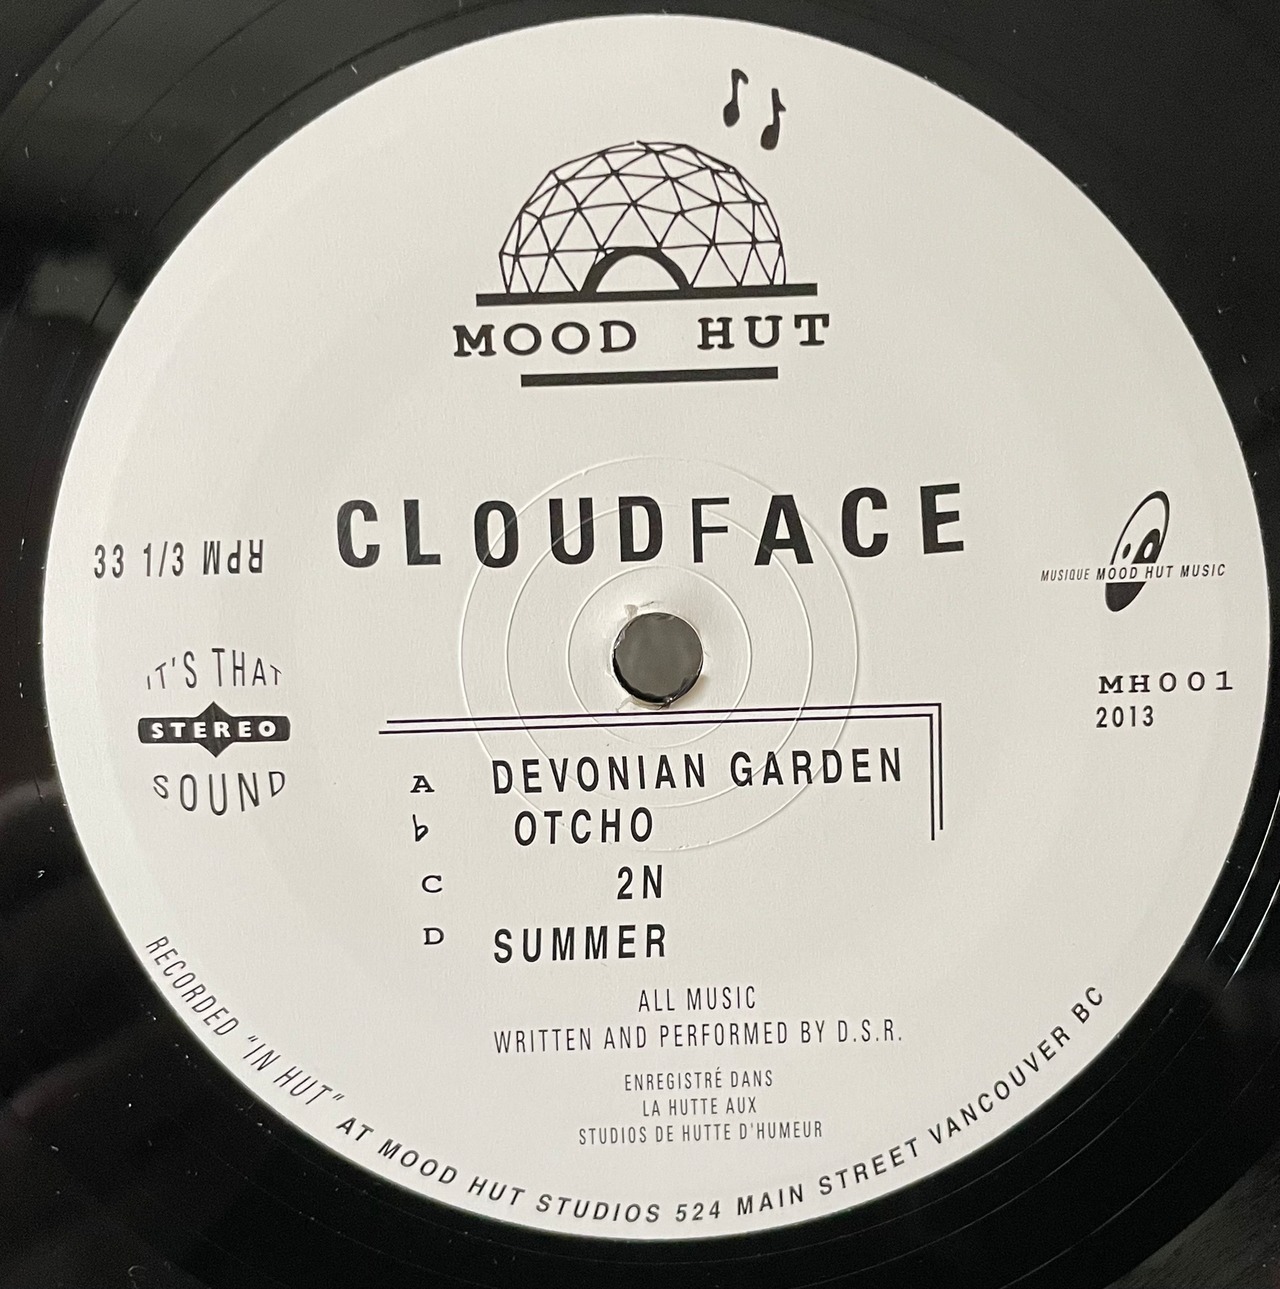 MOOD HUT
CLOUDFACE
33 1/3 RPM
MUSIQUE MOOD HUT MUSIC
IT'S THAT
STEREO
SOUND
MH001
2013
A DEVONIAN GARDEN
b OTCHO
C 2N
D SUMMER
ALL MUSIC
WRITTEN AND PERFORMED BY D.S.R.
ENREGISTRÉ DANS
LA HUTTE AUX
STUDIOS DE HUTTE D'HUMEUR
RECORDED "IN HUT" AT MOOD HUT STUDIOS 524 MAIN STREET VANCOUVER BC